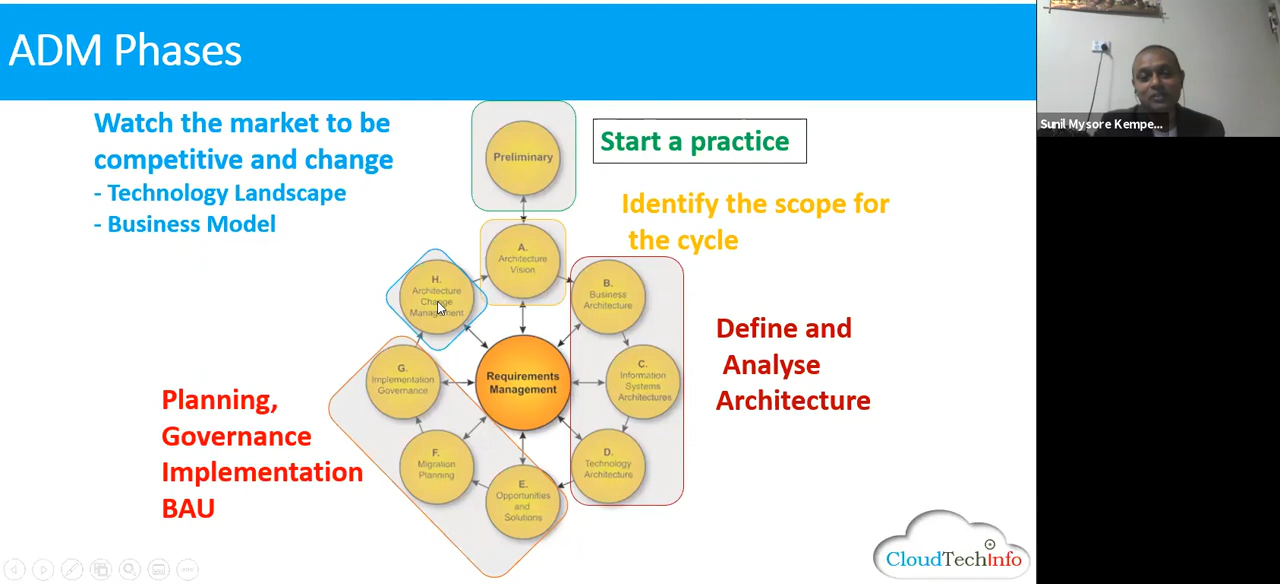 ADM Phases
Watch the market to be
competitive and change
- Technology Landscape
- Business Model
Preliminary
Start a practice
Identify the scope for
the cycle
A.
Architecture
Vision
H.
Architecture
Change
Management
B.
Business
Architecture
Define and
Analyse
Architecture
C.
Information
Systems
Architectures
Requirements
Management
G.
Implementation
Governance
Planning,
Governance
Implementation
BAU
F.
Migration
Planning
D.
Technology
Architecture
E.
Opportunities
and
Solutions
CloudTechInfo
Sunil Mysore Kempe...